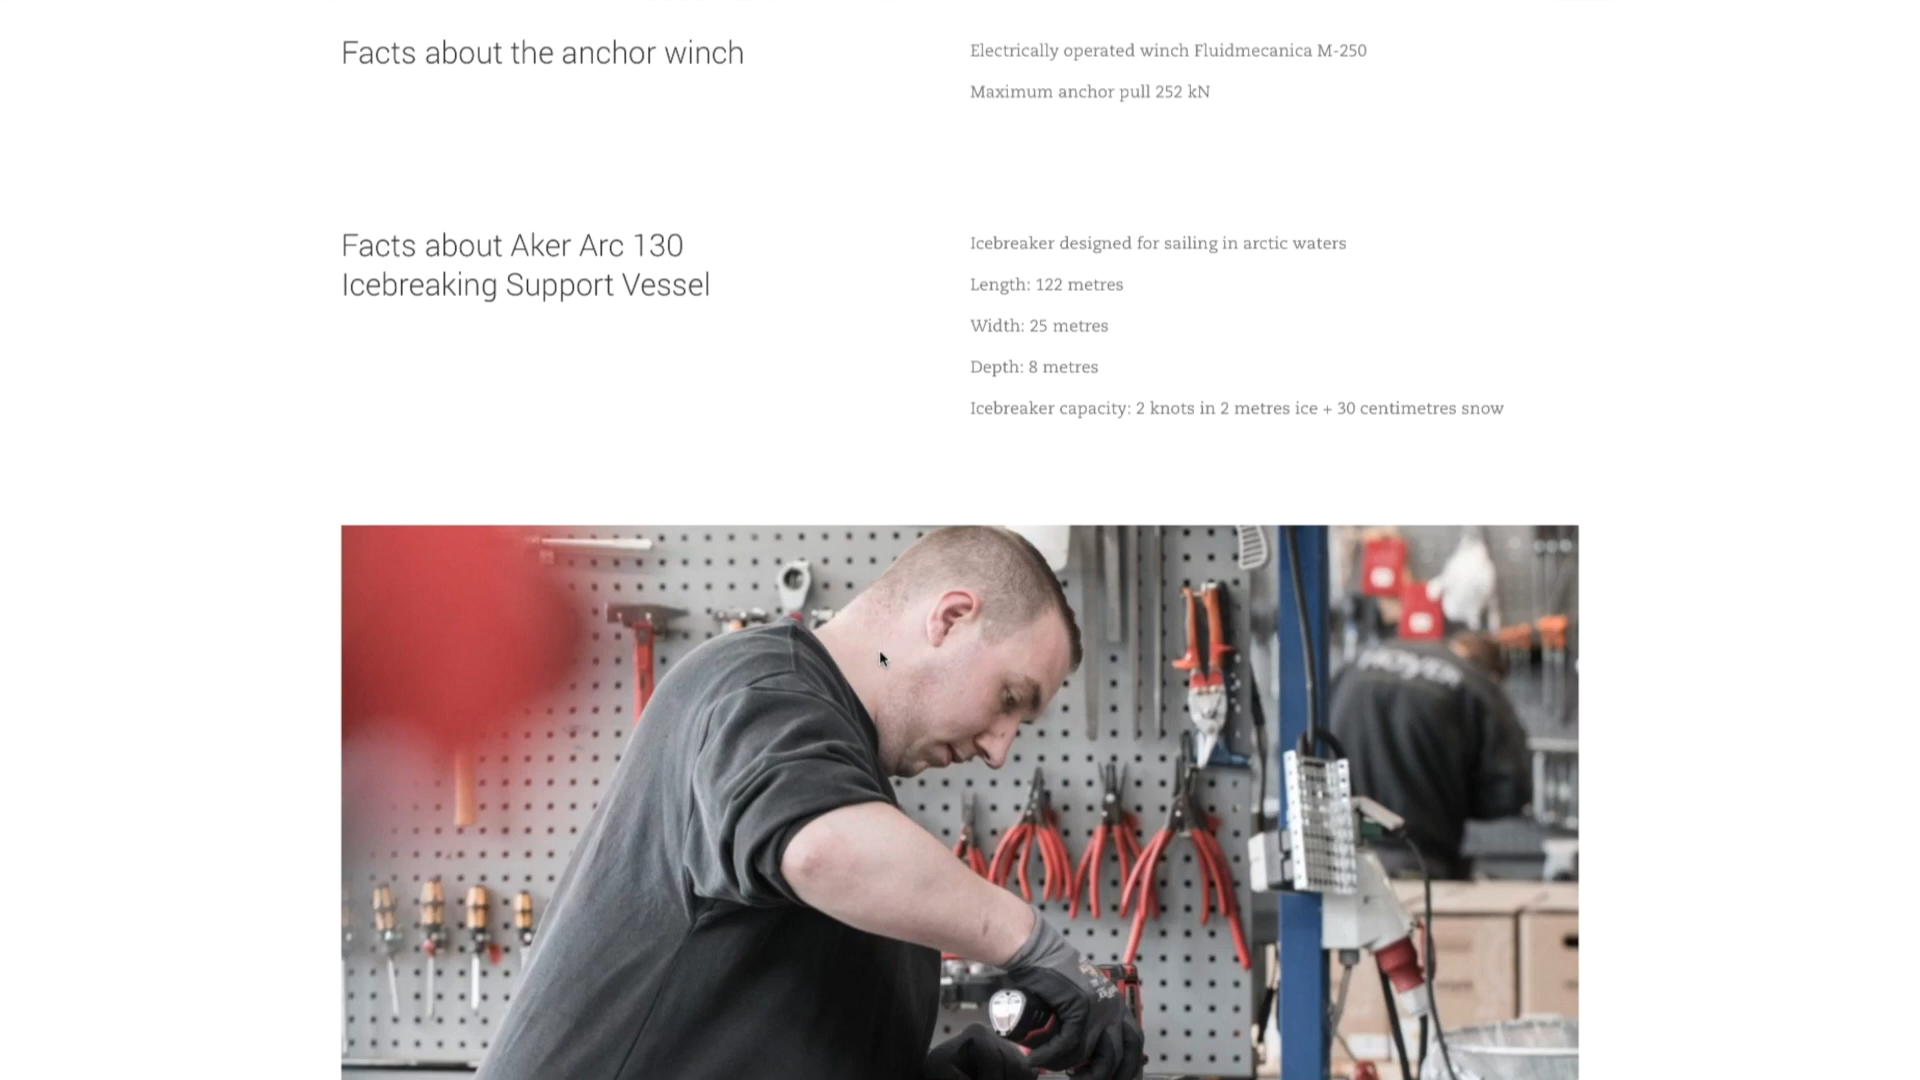 Facts about the anchor winch
Electrically operated winch Fluidmecanica M-250
Maximum anchor pull 252 kN
Facts about Aker Arc 130
Icebreaking Support Vessel
Icebreaker designed for sailing in arctic waters
Length: 122 metres
Width: 25 metres
Depth: 8 metres
Icebreaker capacity: 2 knots in 2 metres ice + 30 centimetres snow
HOYER